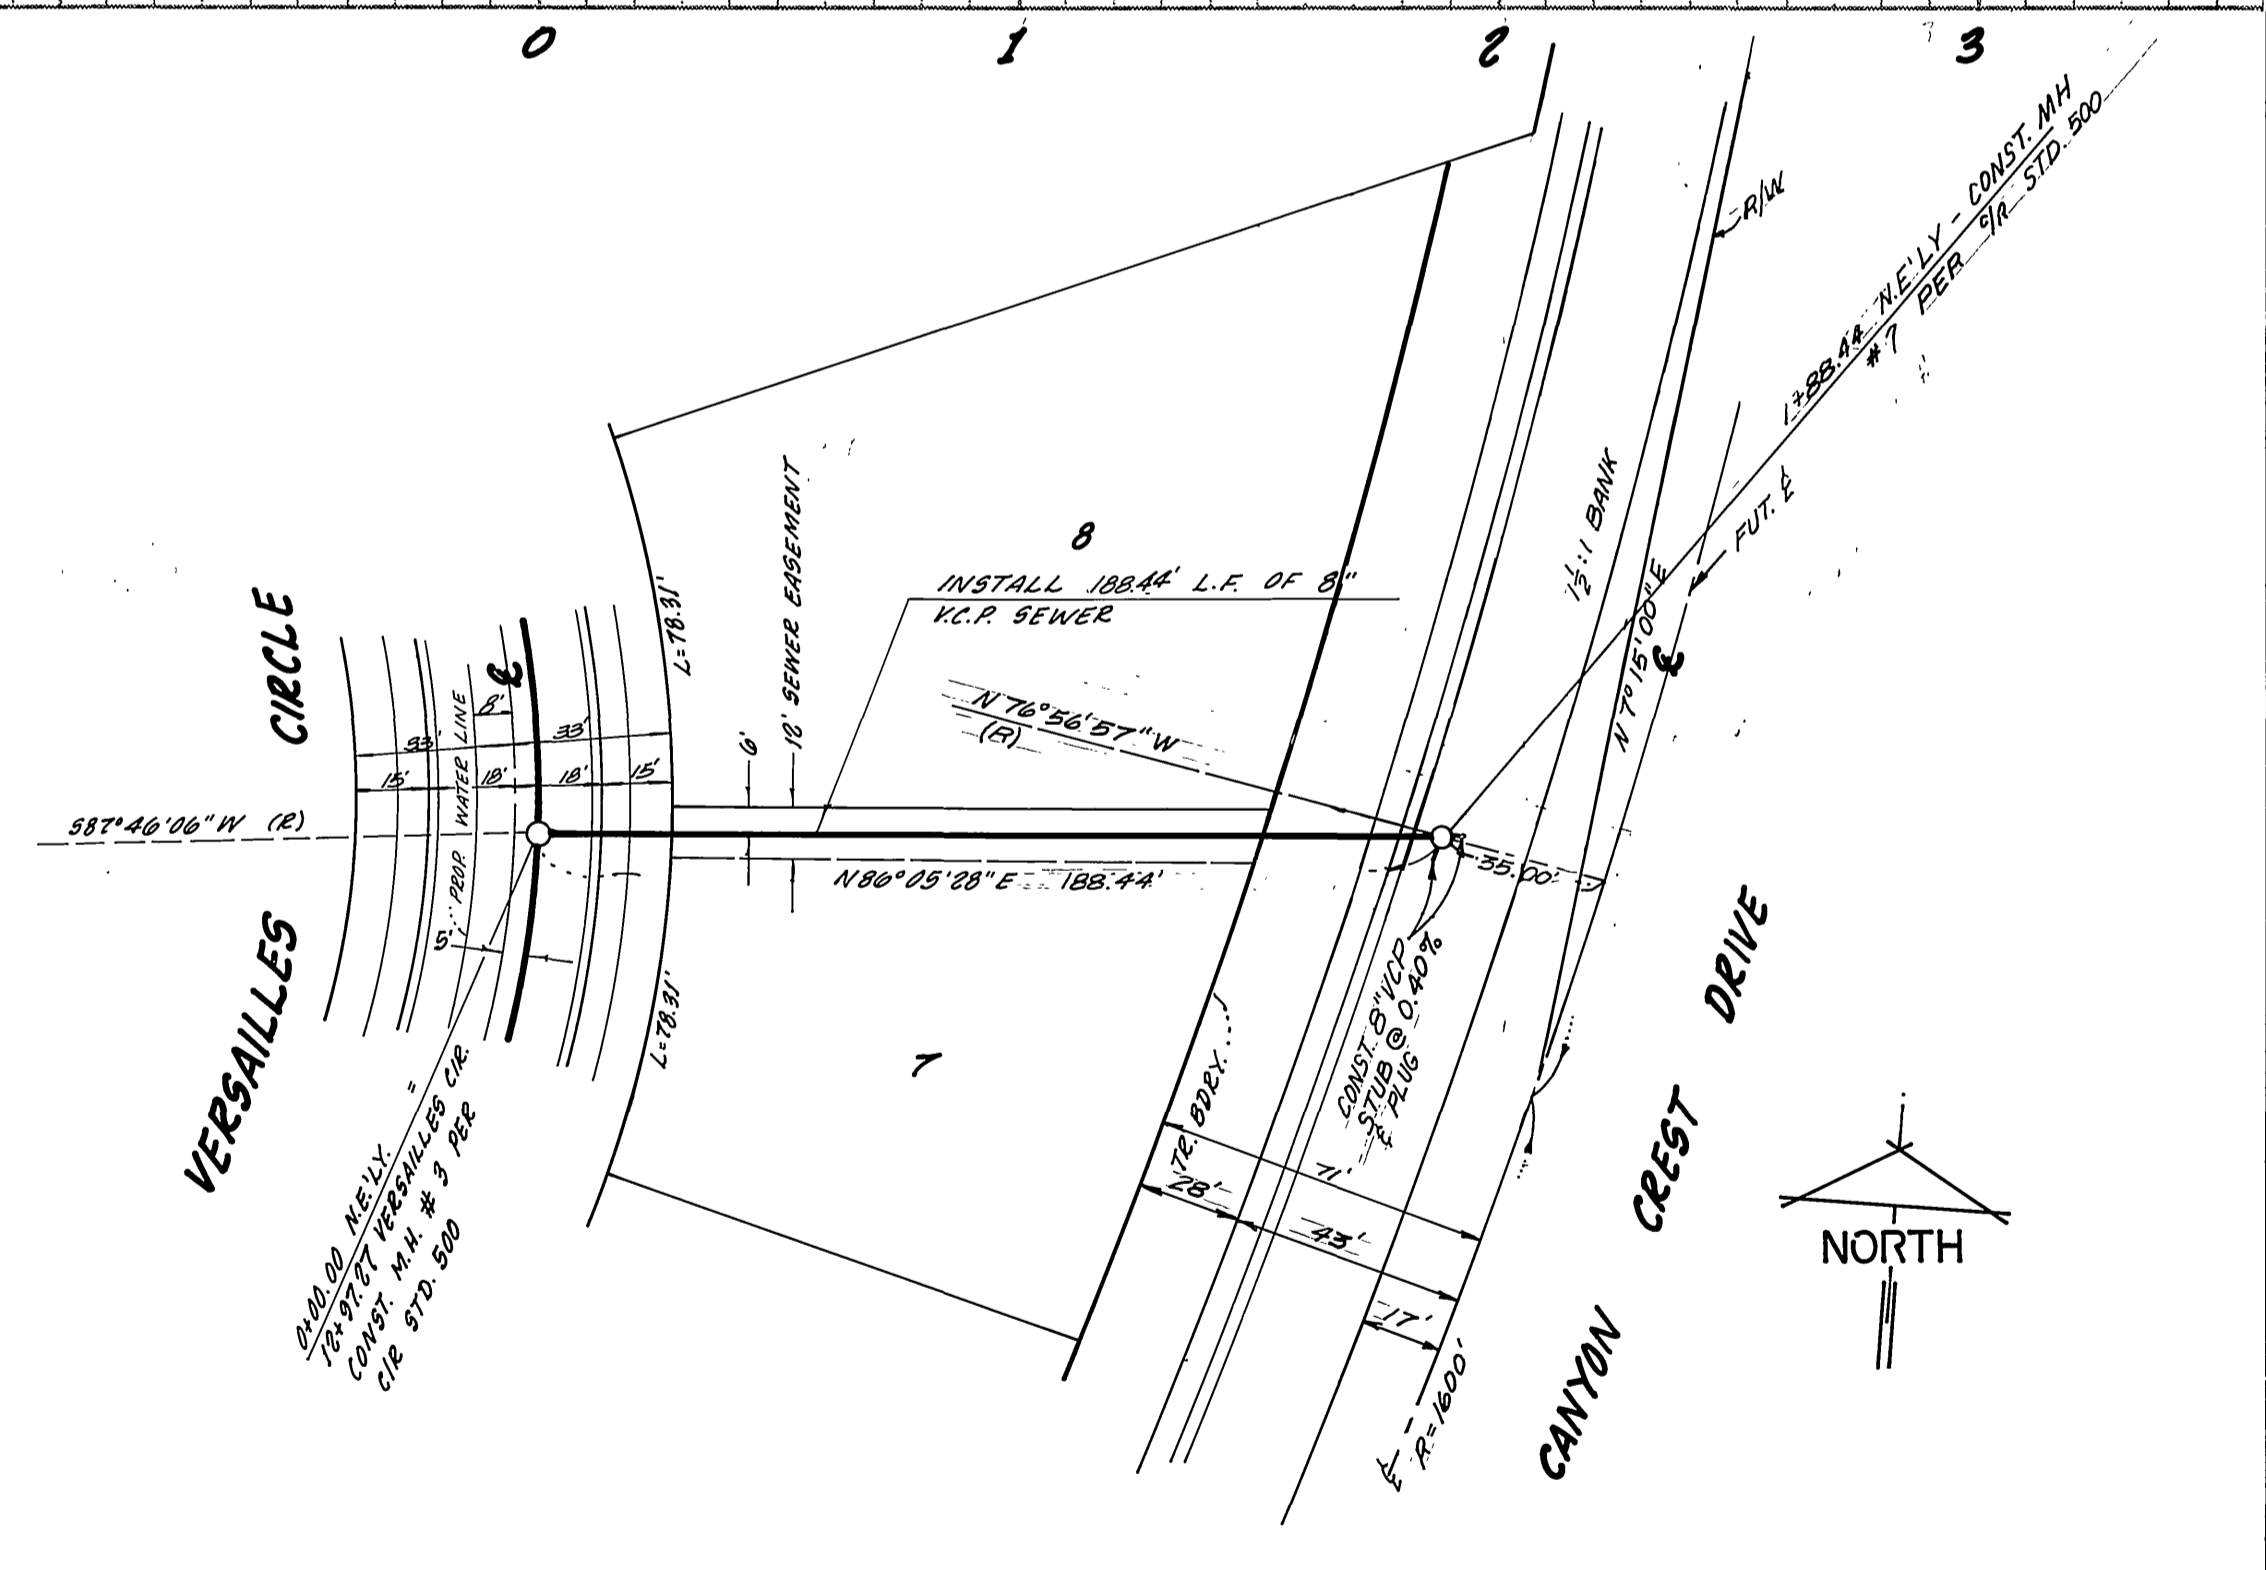 0 1 2 3
1+88.44 N.E'LY - CONST. MH
#7 PER C/R STD. 500
R/W
FUT. ℄
1½:1 BANK
N 7° 15' 00" E
℄
8
INSTALL 188.44' L.F. OF 8"
V.C.P. SEWER
12' SEWER EASEMENT
6'
L=78.31'
N 76° 56' 57" W
(R)
VERSAILLES CIRCLE
℄
8'
33' 33'
15' 18' 18' 15'
PROP. WATER LINE
S87° 46' 06" W (R)
5'
N86° 05' 28" E 188.44'
35.00'
L=78.31'
7
CONST. 8" VCP
STUB @ 0.40%
& PLUG
TR. BDRY.
71'
28'
43'
17'
℄ R=1600'
0+00.00 N.E'LY. =
12+97.27 VERSAILLES CIR.
CONST. M.H. # 3 PER
C/R STD. 500
CANYON CREST DRIVE
NORTH